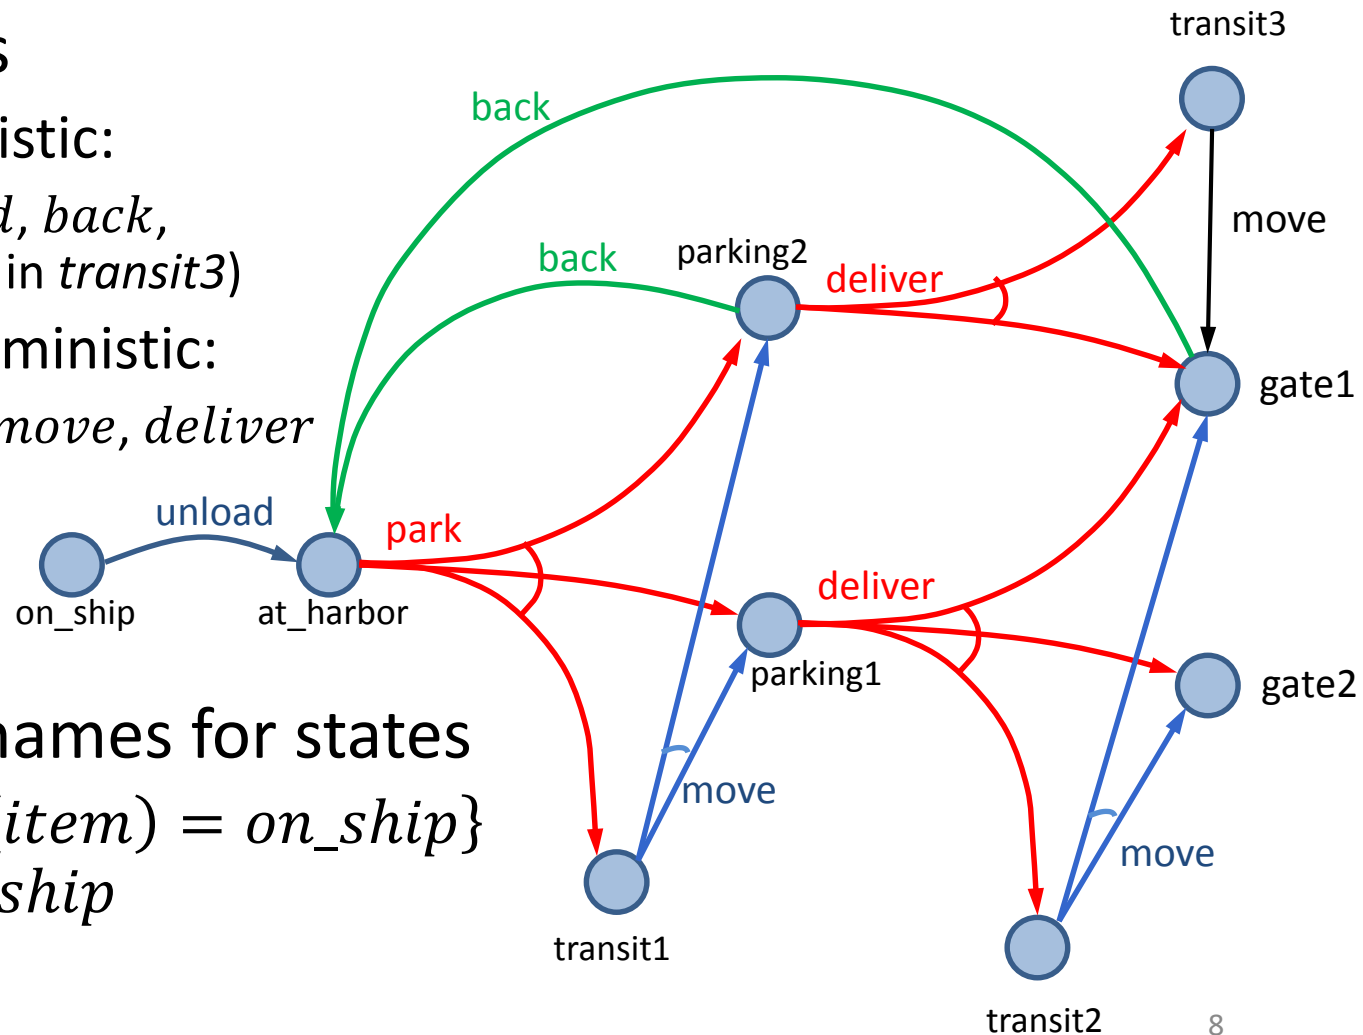 s
istic:
d, back,
in transit3)
ministic:
move, deliver
names for states
item) = on_ship}
ship
transit3
back
move
back
parking2
deliver
gate1
unload
park
on_ship
at_harbor
deliver
parking1
gate2
move
move
transit1
transit2
8